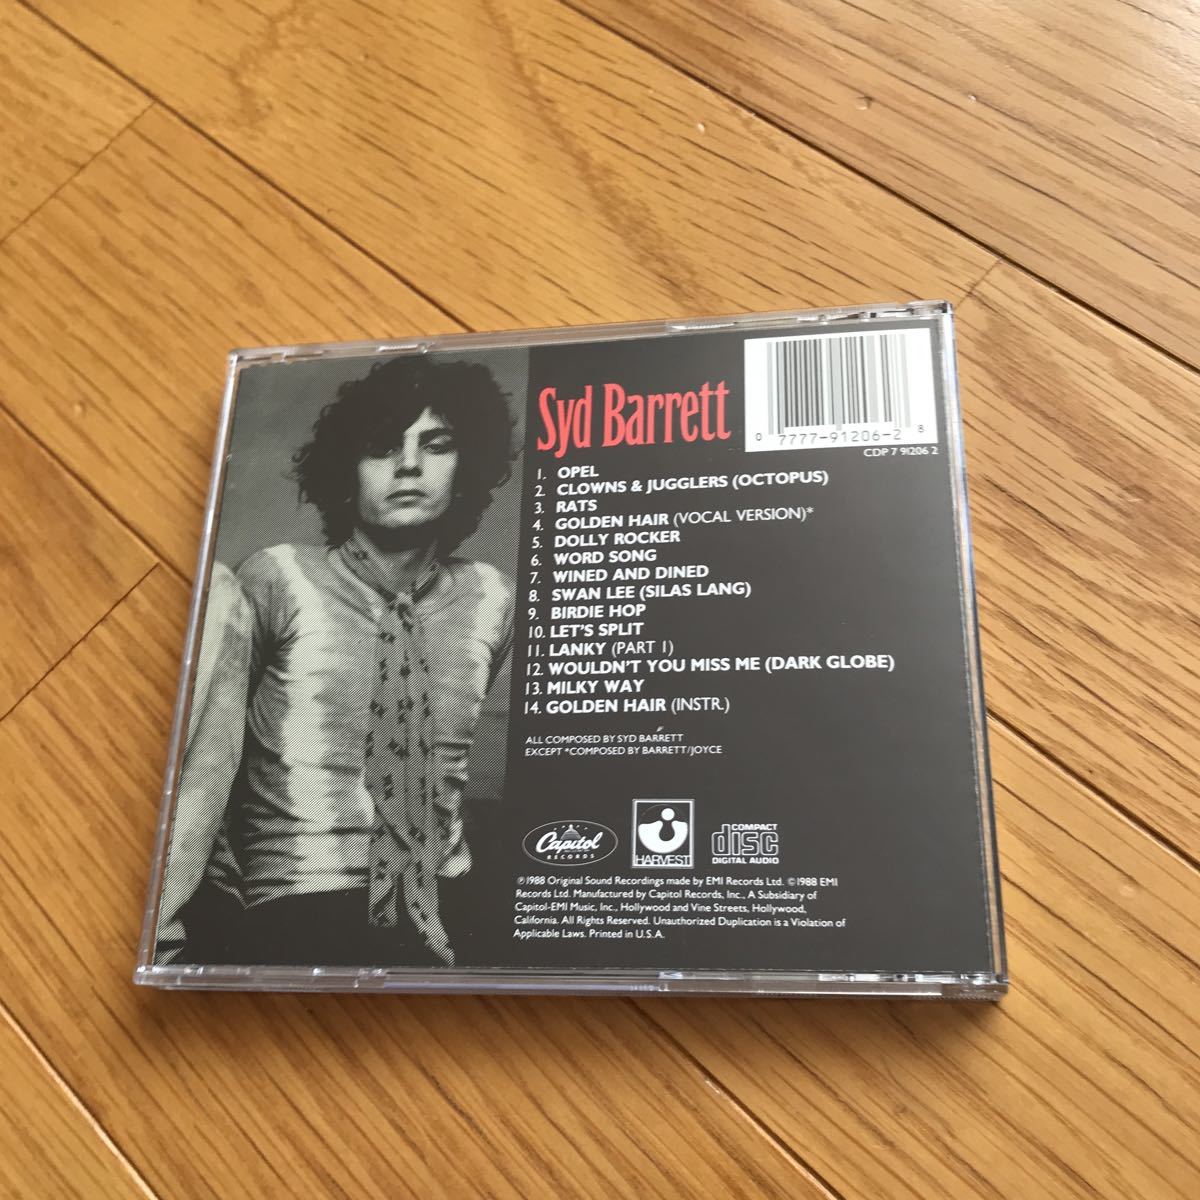 Syd Barrett
0 7777-91206-2 8
CDP 7 91206 2
1. OPEL
2. CLOWNS & JUGGLERS (OCTOPUS)
3. RATS
4. GOLDEN HAIR (VOCAL VERSION)*
5. DOLLY ROCKER
6. WORD SONG
7. WINED AND DINED
8. SWAN LEE (SILAS LANG)
9. BIRDIE HOP
10. LET'S SPLIT
11. LANKY (PART 1)
12. WOULDN'T YOU MISS ME (DARK GLOBE)
13. MILKY WAY
14. GOLDEN HAIR (INSTR.)
ALL COMPOSED BY SYD BARRETT
EXCEPT *COMPOSED BY BARRETT/JOYCE
Capitol
RECORDS
HARVEST
COMPACT
disc
DIGITAL AUDIO
℗1988 Original Sound Recordings made by EMI Records Ltd. ©1988 EMI
Records Ltd. Manufactured by Capitol Records, Inc., A Subsidiary of
Capitol-EMI Music, Inc., Hollywood and Vine Streets, Hollywood,
California. All Rights Reserved. Unauthorized Duplication is a Violation of
Applicable Laws. Printed in U.S.A.